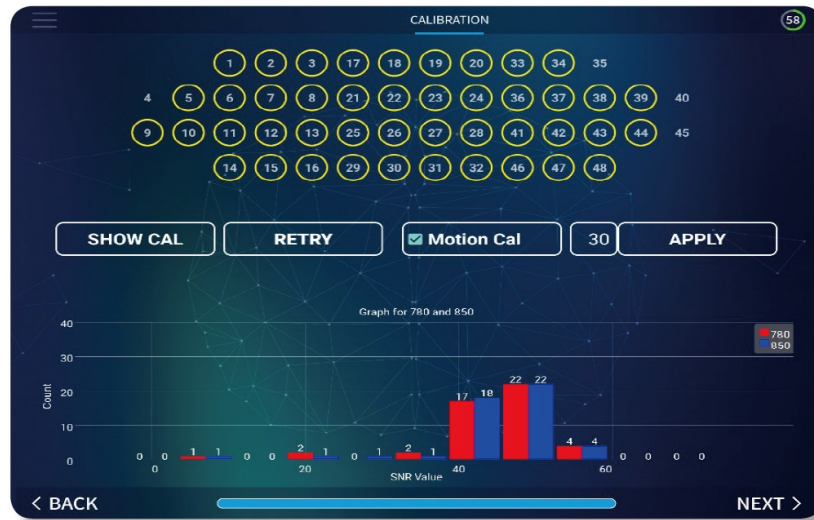 CALIBRATION
58
1 2 3 17 18 19 20 33 34 35
4 5 6 7 8 21 22 23 24 36 37 38 39 40
9 10 11 12 13 25 26 27 28 41 42 43 44 45
14 15 16 29 30 31 32 46 47 48
SHOW CAL RETRY Motion Cal 30 APPLY
Graph for 780 and 850
780
850
40
30
20
10
0
Count
0 0 1 1 0 0 2 1 0 1 2 1 17 18 22 22 4 4 0 0 0 0
0 20 40 60
SNR Value
< BACK NEXT >